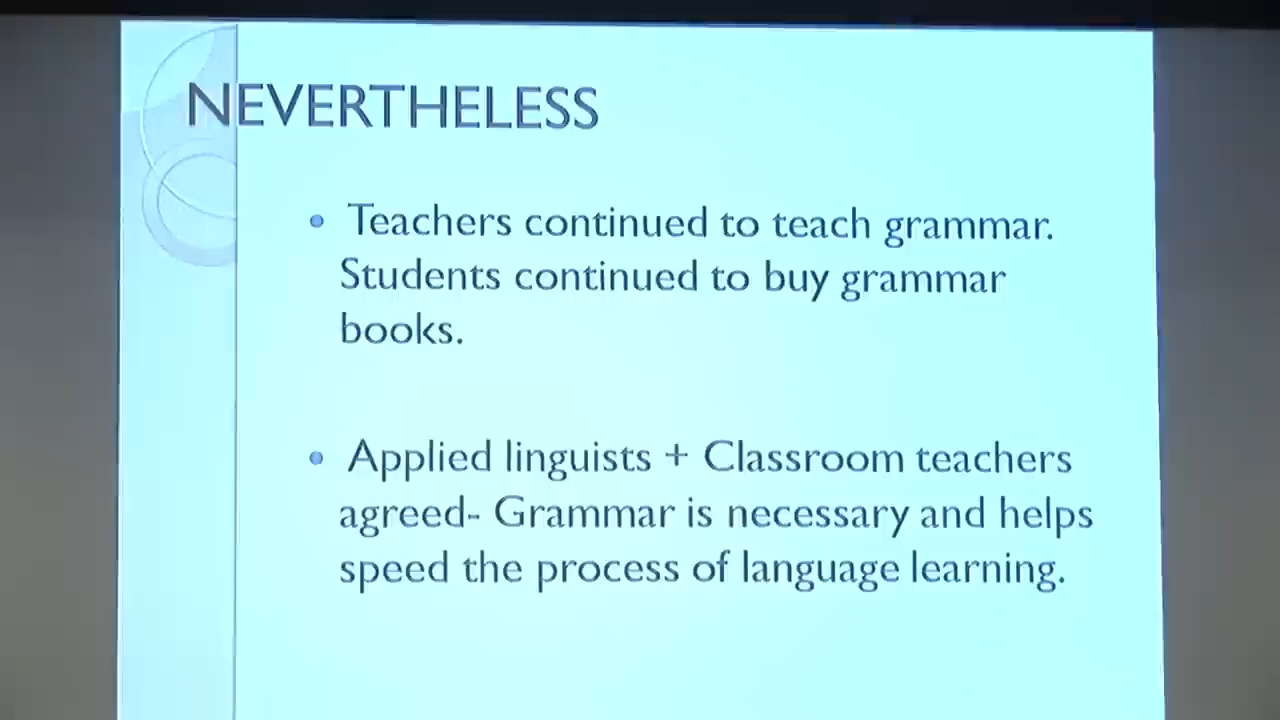 NEVERTHELESS
• Teachers continued to teach grammar.
Students continued to buy grammar
books.
• Applied linguists + Classroom teachers
agreed- Grammar is necessary and helps
speed the process of language learning.